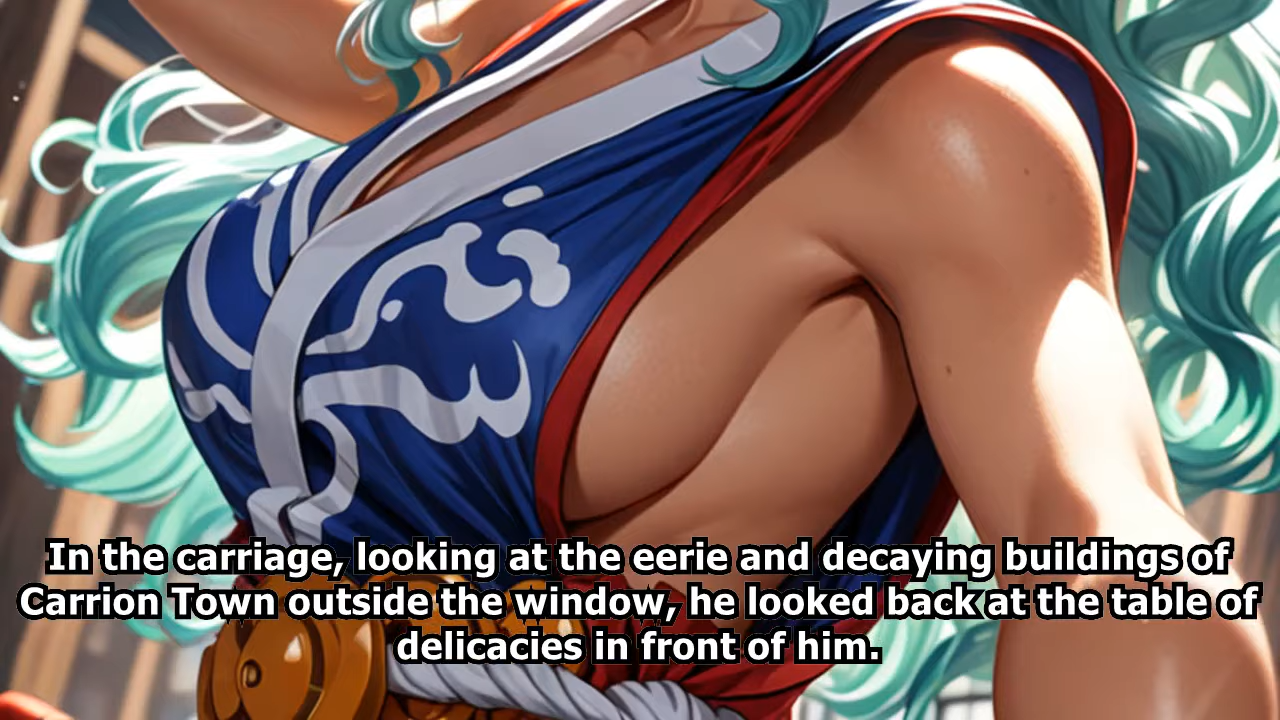 In the carriage, looking at the eerie and decaying buildings of
Carrion Town outside the window, he looked back at the table of
delicacies in front of him.